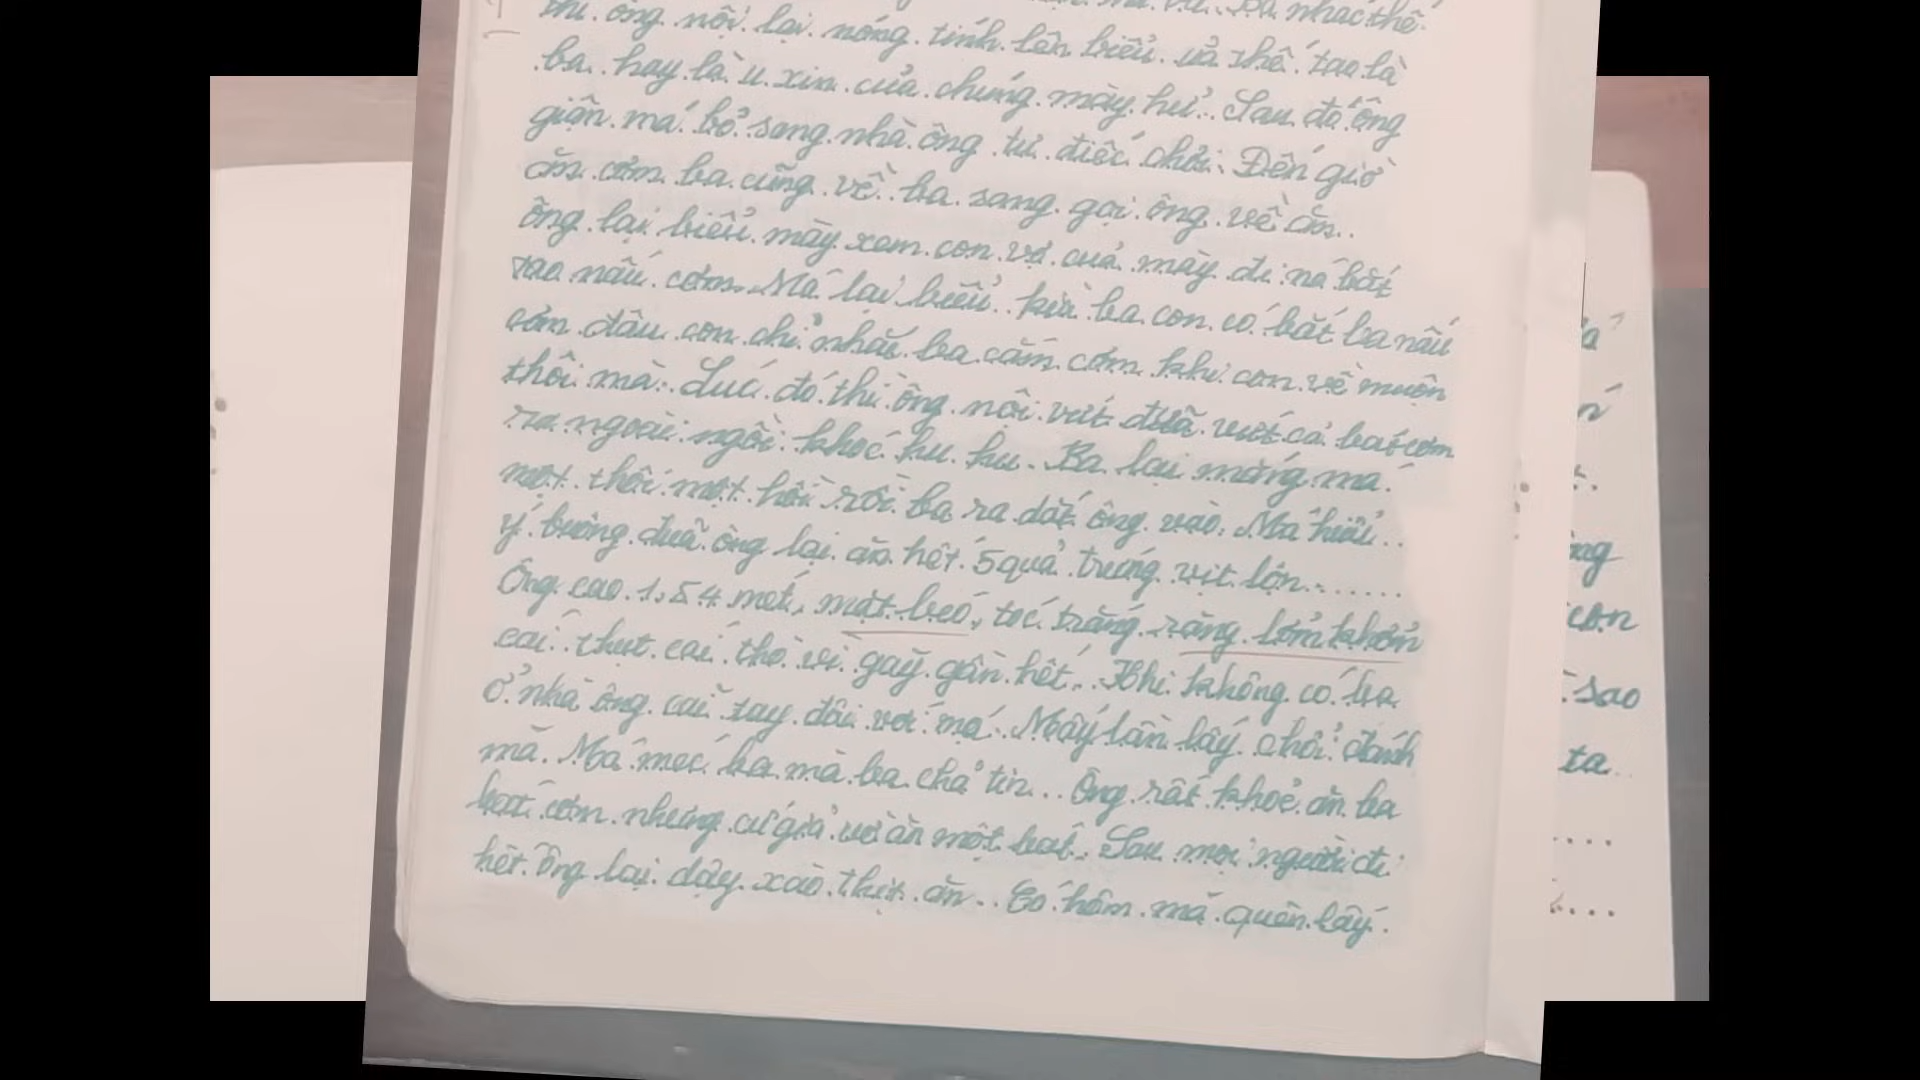 thì ông nội lại nóng tính lên biểu ủa thế tao là
ba hay là u xin của chúng mày hử. Sau đó ông
giận má bỏ sang nhà ông tư điếc chơi. Đến giờ
ăn cơm ba cũng về. ba sang gọi ông về ăn..
ông lại biểu mày xem con vợ của mày đi nó bắt
tao nấu cơm. Má lại biểu. kìa ba con có bắt ba nấu
cơm đâu con chỉ nhắc ba cắm cơm khi con về muộn
thôi mà. Lúc đó thì ông nội vứt đũa vứt cả bát cơm
ra ngoài ngồi khóc hu hu. Ba lại mắng má
một thôi một hồi rồi ba ra dắt ông vào. Má hiểu..
ý buông đũa ông lại ăn hết 5 quả trứng vịt lộn.......
Ông cao 1,54 mét, mặt béo, tóc trắng răng lởm khởm
cái thụt cái thò vì gãy gần hết. Khi không có ba
ở nhà ông cãi tay đôi với má. Mấy lần lấy chổi đánh
má. Má méc ba mà ba chả tin... Ông rất khoẻ ăn ba
bát cơm nhưng cứ giả vờ ăn một bát. Sau mọi người đi
hết ông lại dậy xào thịt ăn.. Có hôm má quên lấy.
con
sao
ta